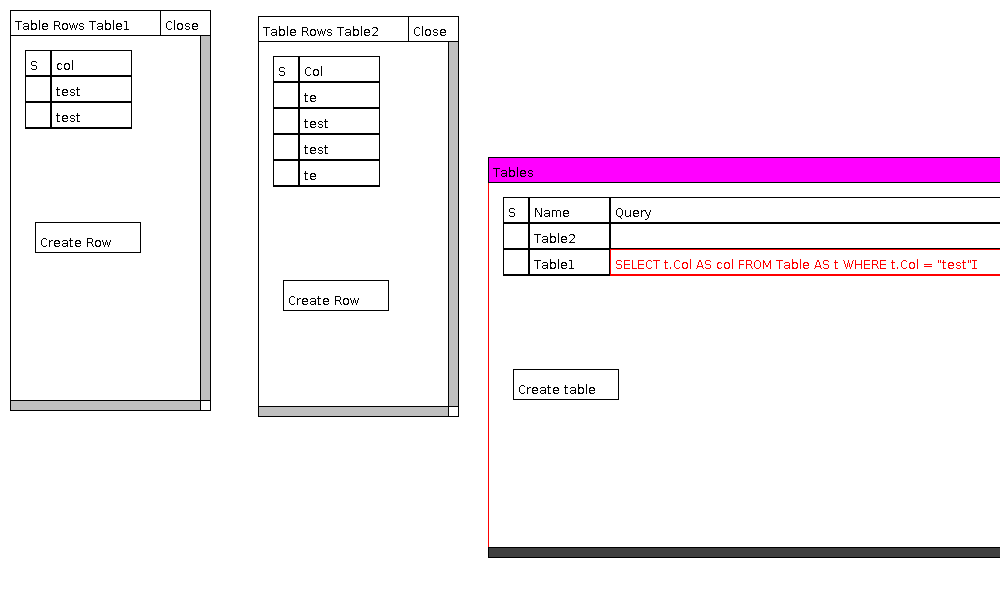 Table Rows Table1 Close
S col
test
test
Create Row
Table Rows Table2 Close
S Col
te
test
test
te
Create Row
Tables
S Name Query
Table2
Table1 SELECT t.Col AS col FROM Table AS t WHERE t.Col = "test"I
Create table